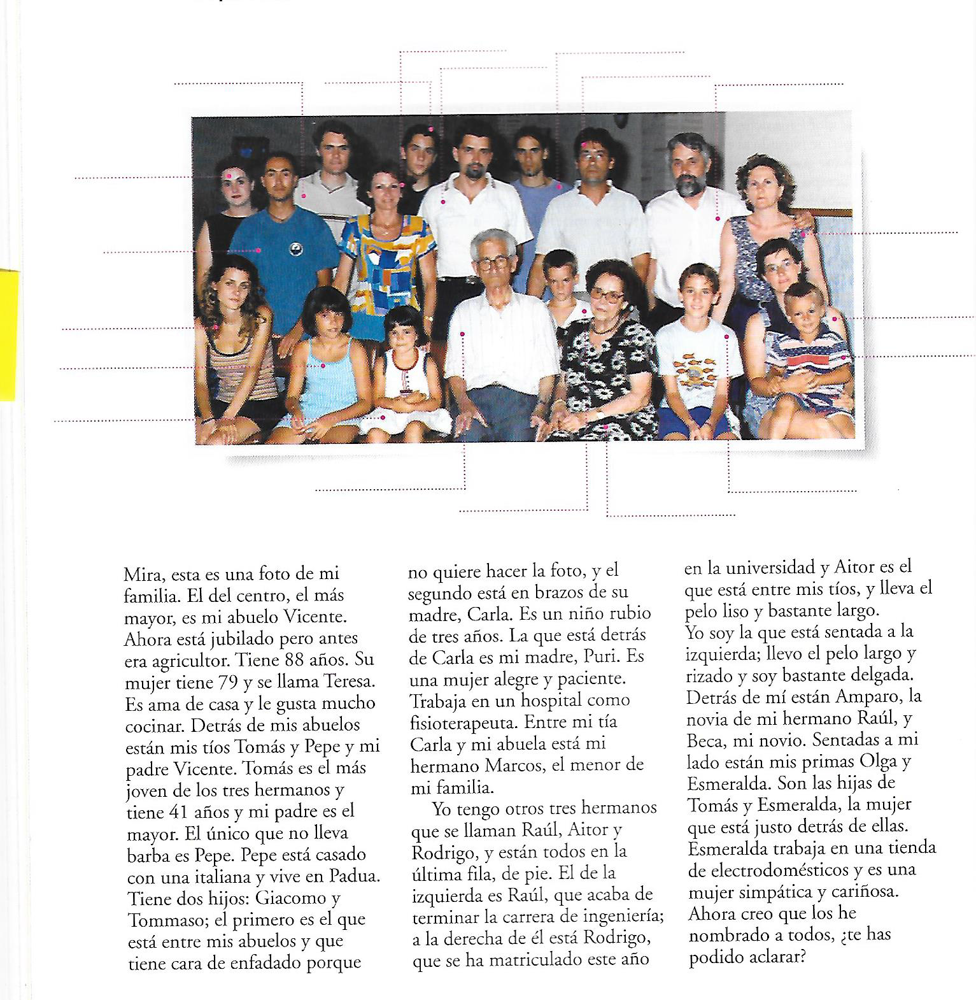 Mira, esta es una foto de mi
familia. El del centro, el más
mayor, es mi abuelo Vicente.
Ahora está jubilado pero antes
era agricultor. Tiene 88 años. Su
mujer tiene 79 y se llama Teresa.
Es ama de casa y le gusta mucho
cocinar. Detrás de mis abuelos
están mis tíos Tomás y Pepe y mi
padre Vicente. Tomás es el más
joven de los tres hermanos y
tiene 41 años y mi padre es el
mayor. El único que no lleva
barba es Pepe. Pepe está casado
con una italiana y vive en Padua.
Tiene dos hijos: Giacomo y
Tommaso; el primero es el que
está entre mis abuelos y que
tiene cara de enfadado porque
no quiere hacer la foto, y el
segundo está en brazos de su
madre, Carla. Es un niño rubio
de tres años. La que está detrás
de Carla es mi madre, Puri. Es
una mujer alegre y paciente.
Trabaja en un hospital como
fisioterapeuta. Entre mi tía
Carla y mi abuela está mi
hermano Marcos, el menor de
mi familia.
Yo tengo otros tres hermanos
que se llaman Raúl, Aitor y
Rodrigo, y están todos en la
última fila, de pie. El de la
izquierda es Raúl, que acaba de
terminar la carrera de ingeniería;
a la derecha de él está Rodrigo,
que se ha matriculado este año
en la universidad y Aitor es el
que está entre mis tíos, y lleva el
pelo liso y bastante largo.
Yo soy la que está sentada a la
izquierda; llevo el pelo largo y
rizado y soy bastante delgada.
Detrás de mí están Amparo, la
novia de mi hermano Raúl, y
Beca, mi novio. Sentadas a mi
lado están mis primas Olga y
Esmeralda. Son las hijas de
Tomás y Esmeralda, la mujer
que está justo detrás de ellas.
Esmeralda trabaja en una tienda
de electrodomésticos y es una
mujer simpática y cariñosa.
Ahora creo que los he
nombrado a todos, ¿te has
podido aclarar?